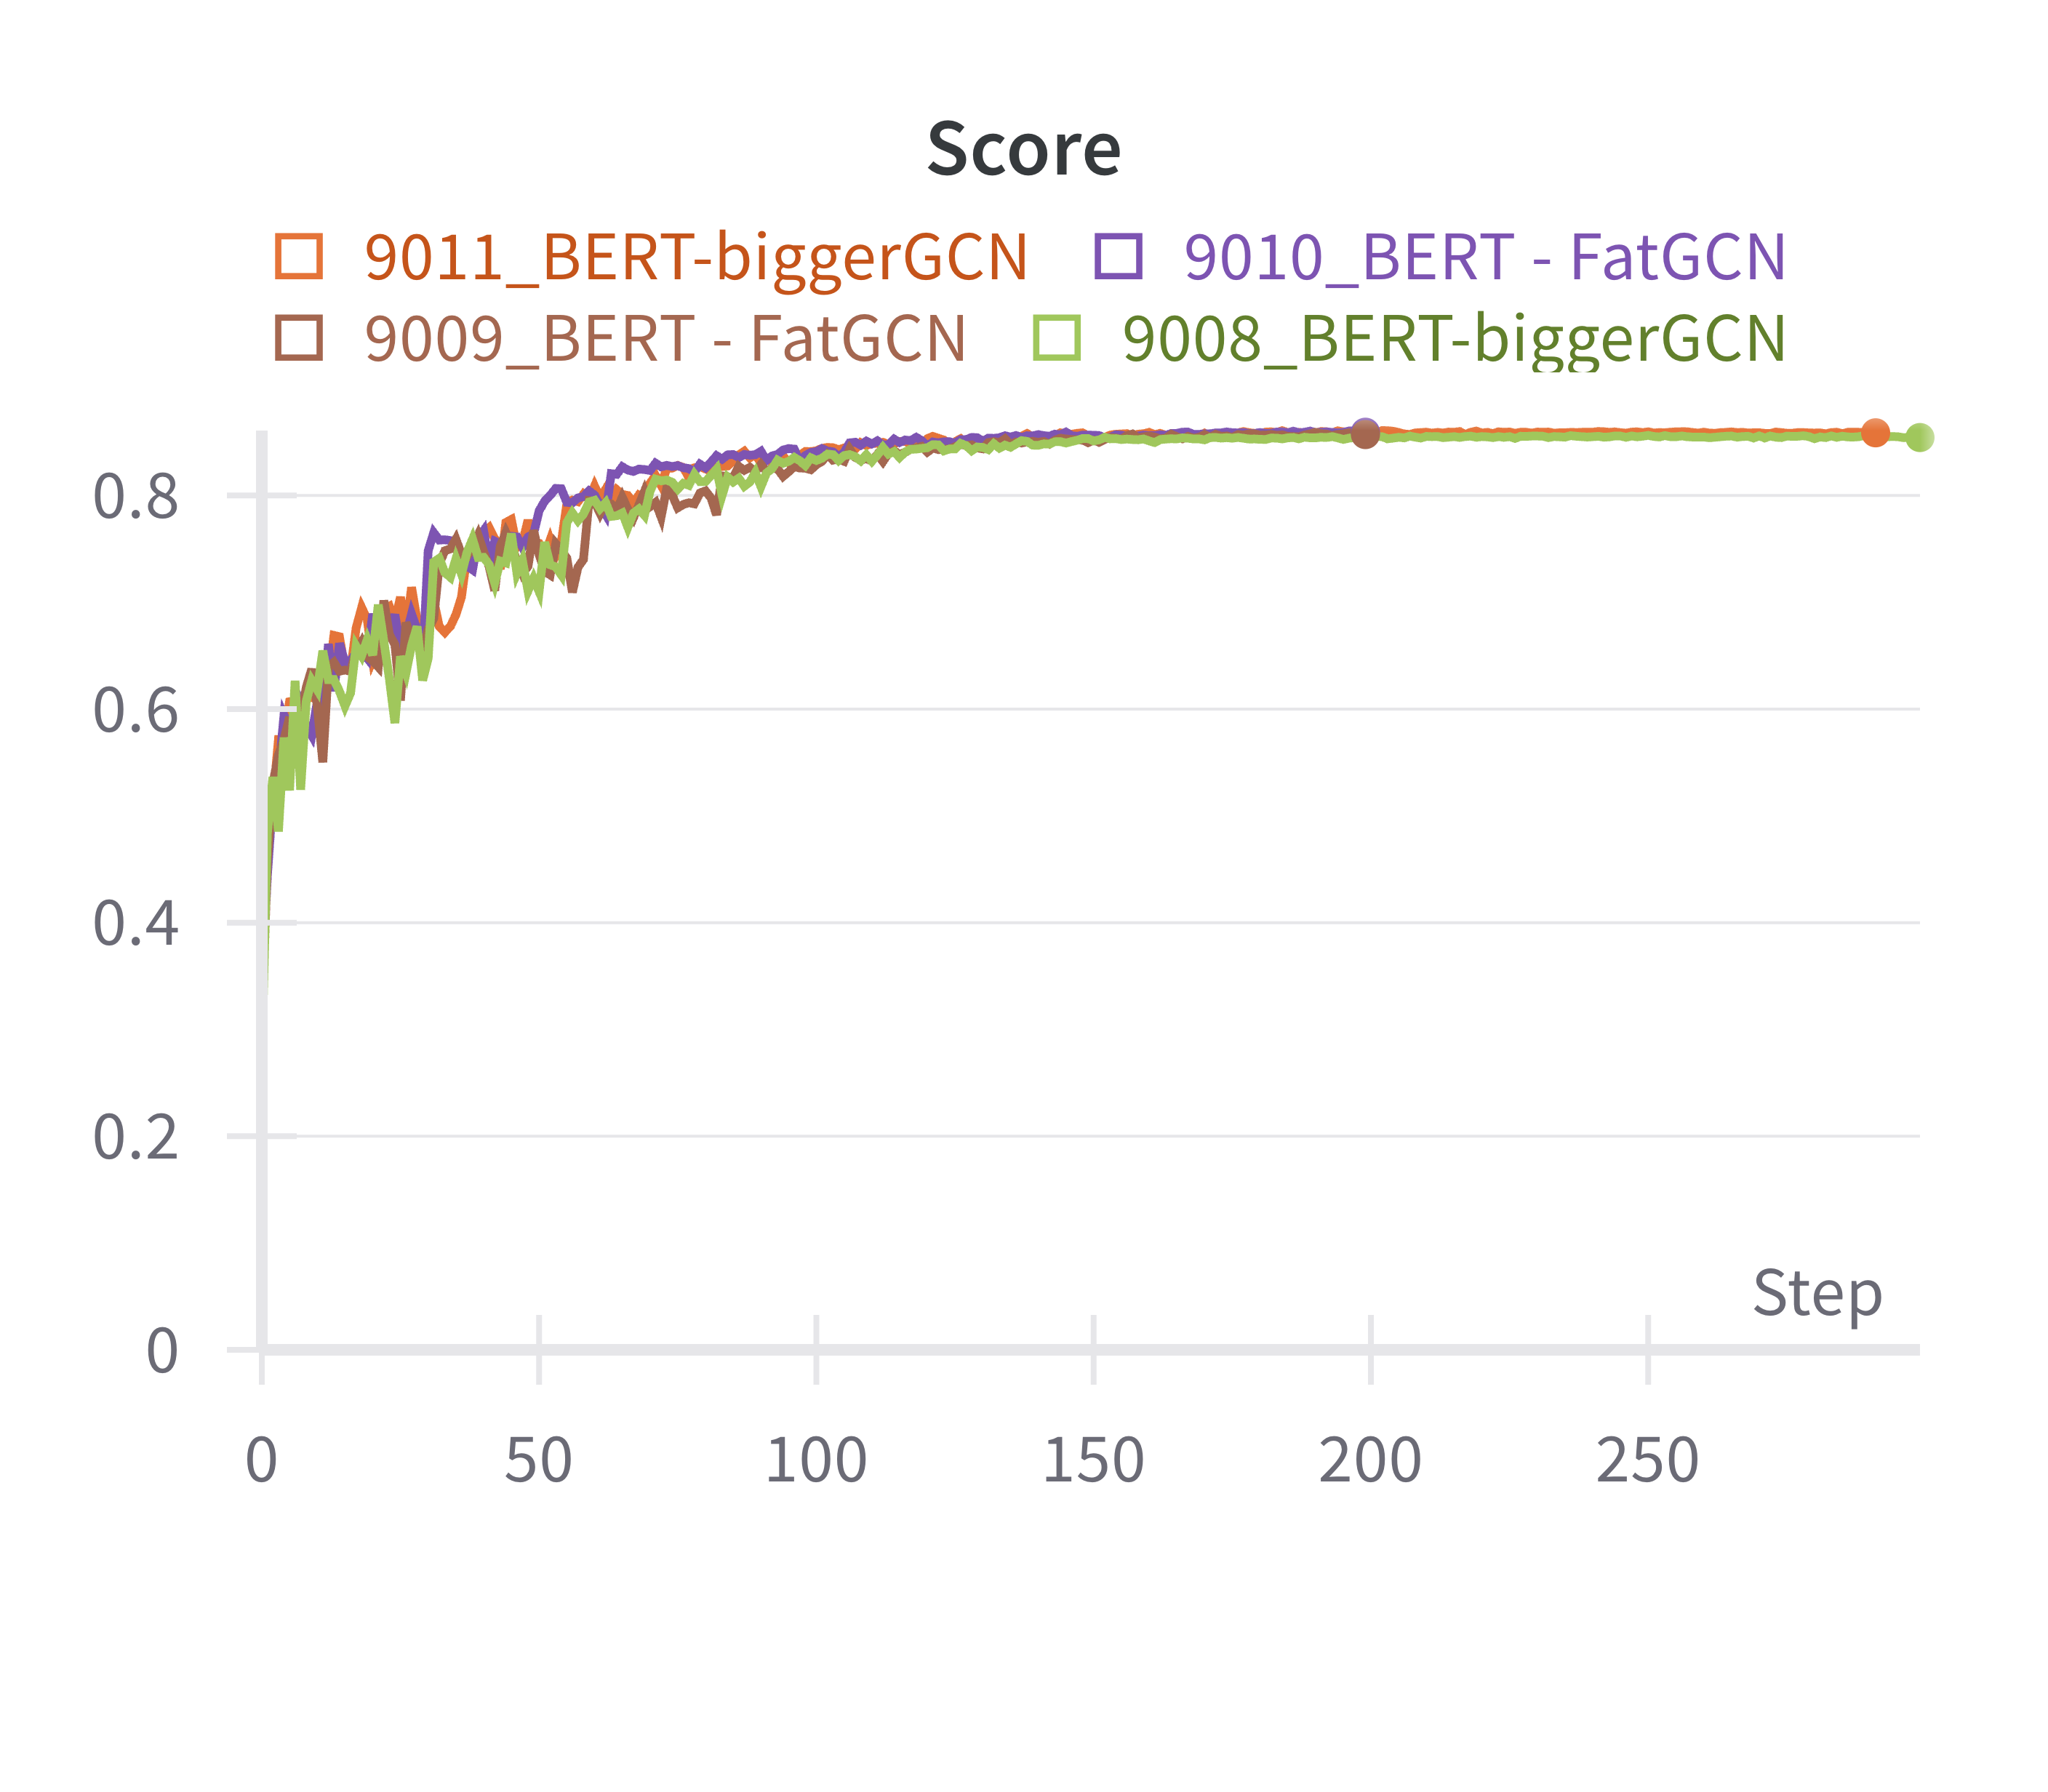 Score
9011_BERT-biggerGCN 9010_BERT - FatGCN
9009_BERT - FatGCN 9008_BERT-biggerGCN
0.8
0.6
0.4
0.2
Step
0
0 50 100 150 200 250